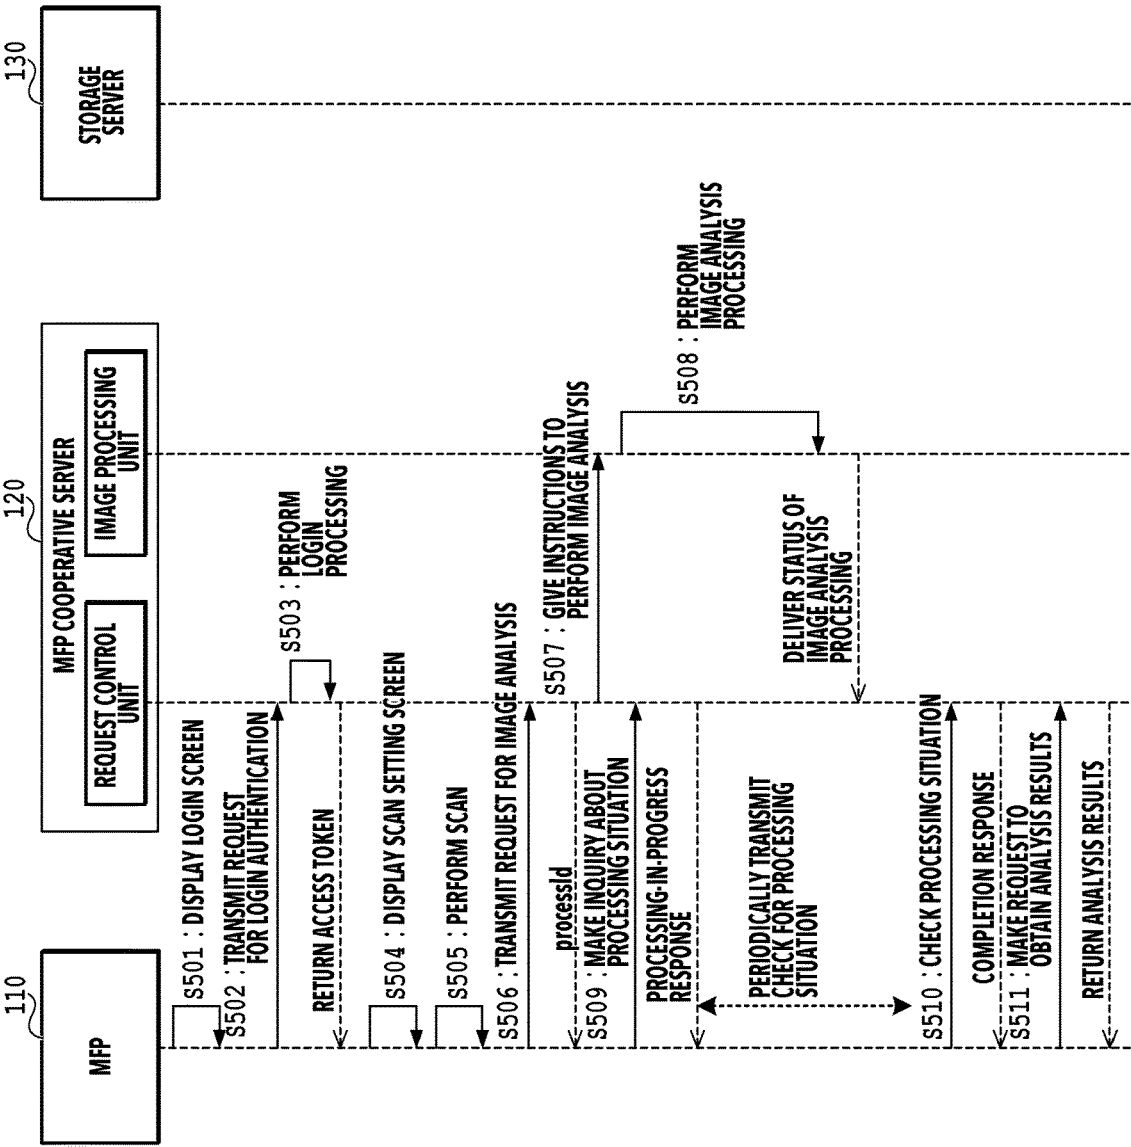 110
MFP
120
MFP COOPERATIVE SERVER
REQUEST CONTROL
UNIT
IMAGE PROCESSING
UNIT
130
STORAGE
SERVER
S501 : DISPLAY LOGIN SCREEN
S502 : TRANSMIT REQUEST
FOR LOGIN AUTHENTICATION
S503 : PERFORM
LOGIN
PROCESSING
RETURN ACCESS TOKEN
S504 : DISPLAY SCAN SETTING SCREEN
S505 : PERFORM SCAN
S506 : TRANSMIT REQUEST FOR IMAGE ANALYSIS
processId
S507 : GIVE INSTRUCTIONS TO
PERFORM IMAGE ANALYSIS
S509 : MAKE INQUIRY ABOUT
PROCESSING SITUATION
S508 : PERFORM
IMAGE ANALYSIS
PROCESSING
PROCESSING-IN-PROGRESS
RESPONSE
PERIODICALLY TRANSMIT
CHECK FOR PROCESSING
SITUATION
DELIVER STATUS OF
IMAGE ANALYSIS
PROCESSING
S510 : CHECK PROCESSING SITUATION
COMPLETION RESPONSE
S511 : MAKE REQUEST TO
OBTAIN ANALYSIS RESULTS
RETURN ANALYSIS RESULTS